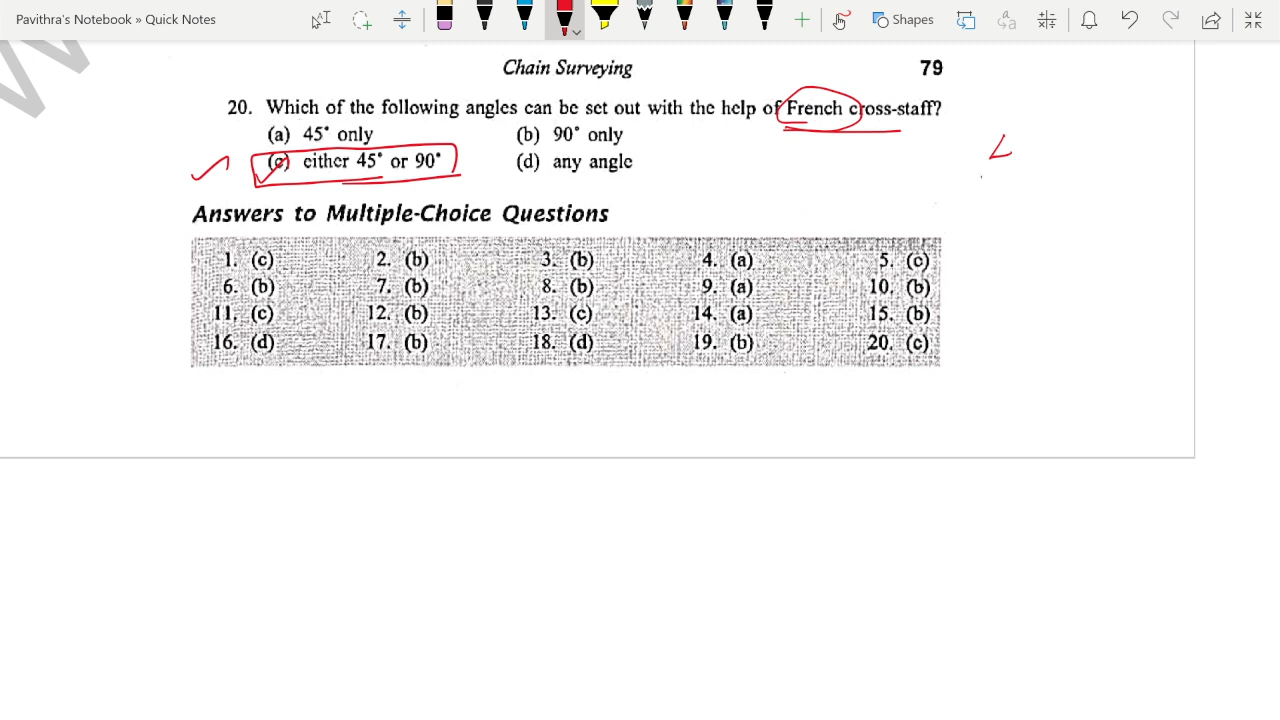 Pavithra's Notebook » Quick Notes
Shapes
W
Chain Surveying 79
20. Which of the following angles can be set out with the help of French cross-staff?
(a) 45° only (b) 90° only
(c) either 45° or 90° (d) any angle
Answers to Multiple-Choice Questions
1. (c) 2. (b) 3. (b) 4. (a) 5. (c)
6. (b) 7. (b) 8. (b) 9. (a) 10. (b)
11. (c) 12. (b) 13. (c) 14. (a) 15. (b)
16. (d) 17. (b) 18. (d) 19. (b) 20. (c)